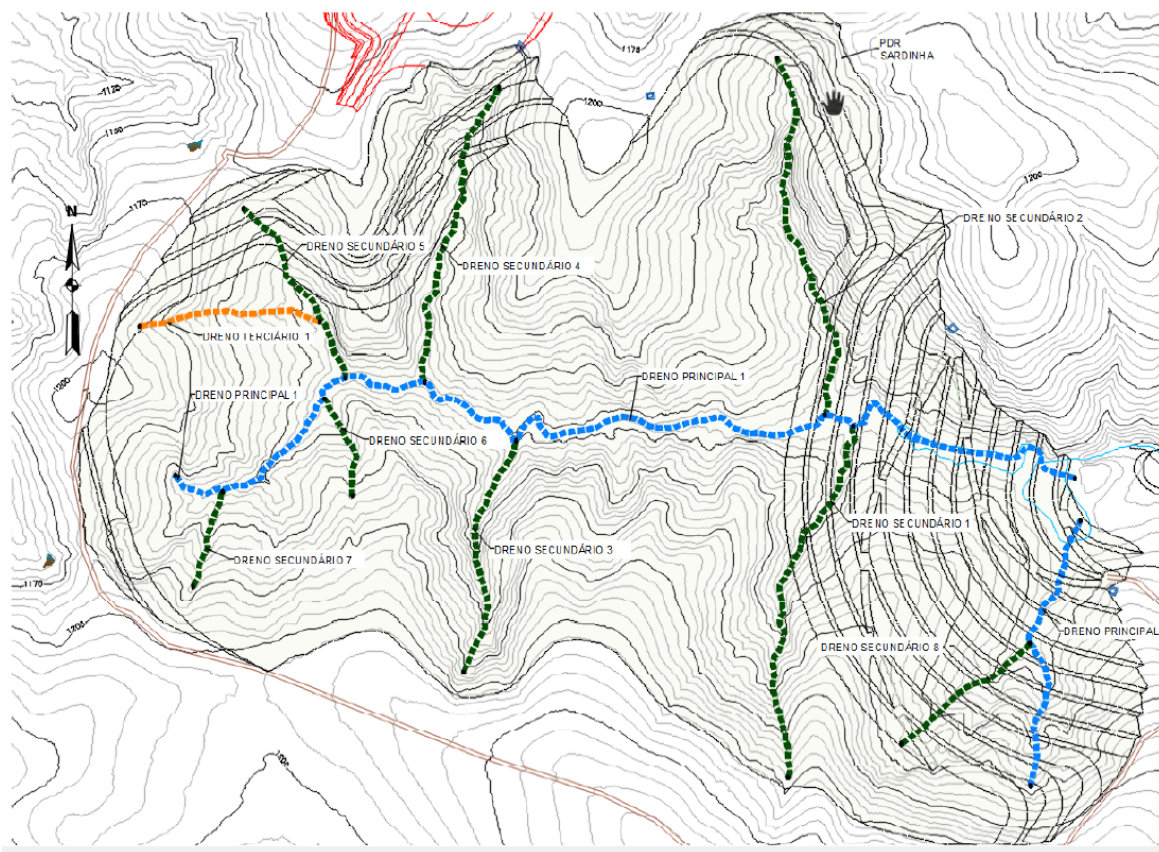 1175
PDR
SARDINHA
1125
1200
1150
1200
1175
N
DRENO SECUNDÁRIO 2
DRENO SECUNDÁRIO 5
DRENO SECUNDÁRIO 4
DRENO TERCIÁRIO 1
1200
DRENO PRINCIPAL 1
DRENO PRINCIPAL 1
DRENO SECUNDÁRIO 6
DRENO SECUNDÁRIO 1
DRENO SECUNDÁRIO 3
DRENO SECUNDÁRIO 7
1170
1205
DRENO PRINCIPAL
DRENO SECUNDÁRIO 8